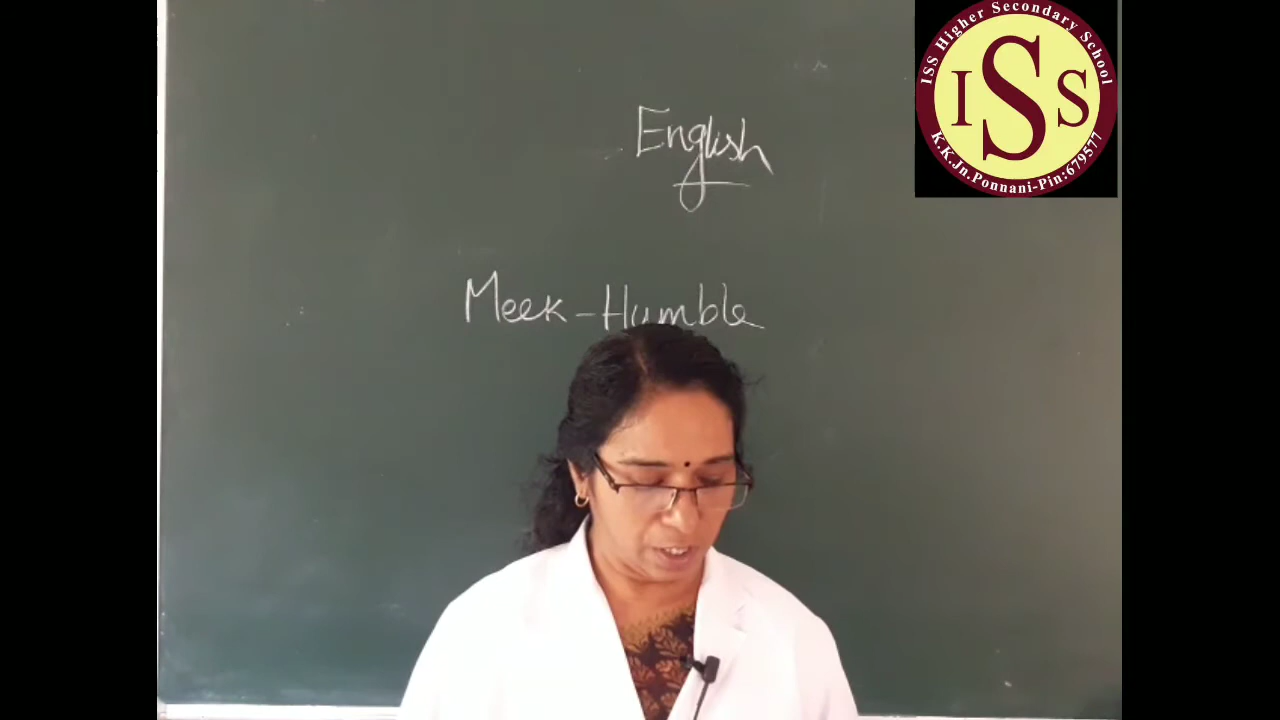 English
Meek-Humble
ISS Higher Secondary School
ISS
K.K.Jn.Ponnani-Pin:679577